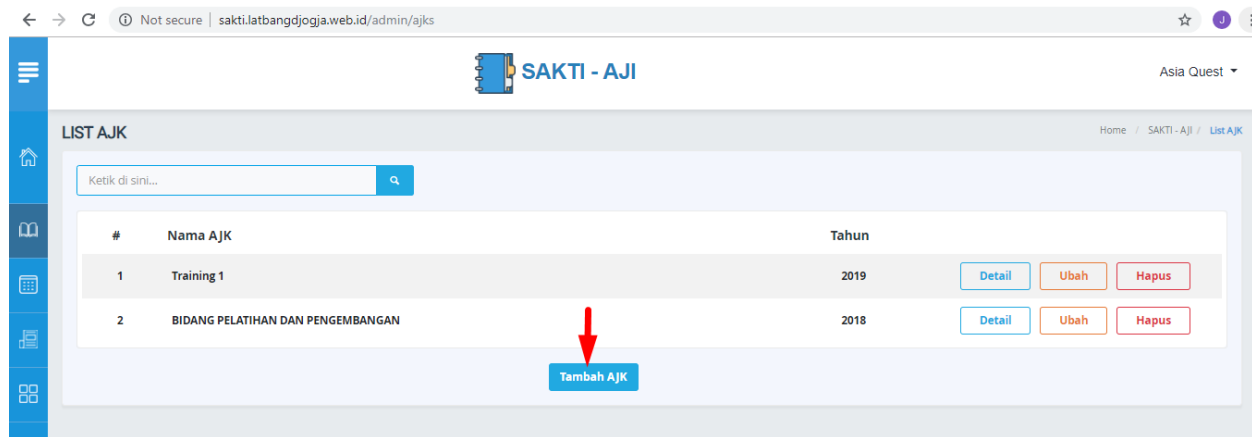 Not secure | sakti.latbangdjogja.web.id/admin/ajks
J
SAKTI - AJI
Asia Quest
LIST AJK
Home / SAKTI - AJI / List AJK
Ketik di sini...
# Nama AJK Tahun
1 Training 1 2019 Detail Ubah Hapus
2 BIDANG PELATIHAN DAN PENGEMBANGAN 2018 Detail Ubah Hapus
Tambah AJK